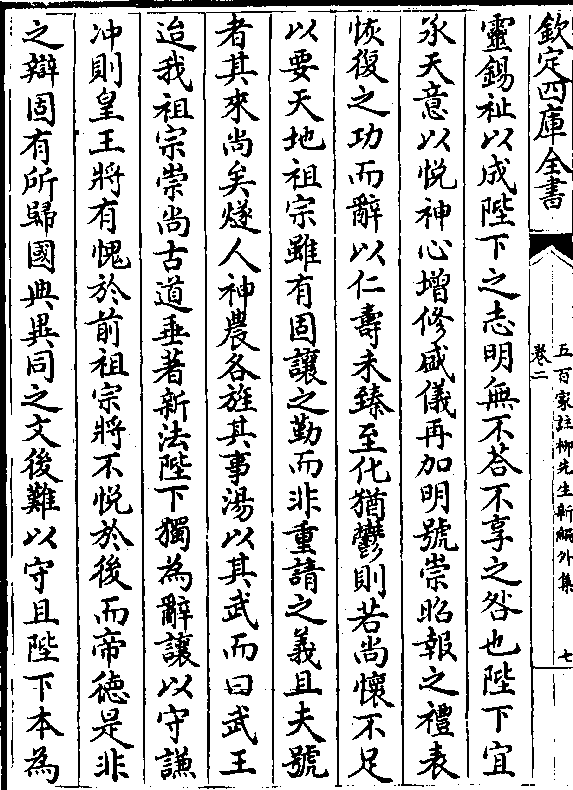 欽定四庫全書
五百家註柳先生新編外集
卷二
七
靈錫祉以成陛下之志明無不荅不享之咎也陛下宜
承天意以悦神心增修盛儀再加明號崇昭報之禮表
恢復之功而辭以仁壽未臻至化猶鬱則若尚懷不足
以要天地祖宗雖有固讓之勤而非重請之義且夫號
者其來尚矣燧人神農各旌其事湯以其武而曰武王
迨我祖宗崇尚古道垂著新法陛下獨為辭讓以守謙
冲則皇王將有愧於前祖宗將不悦於後而帝徳是非
之辯固有所歸國典異同之文後難以守且陛下本為